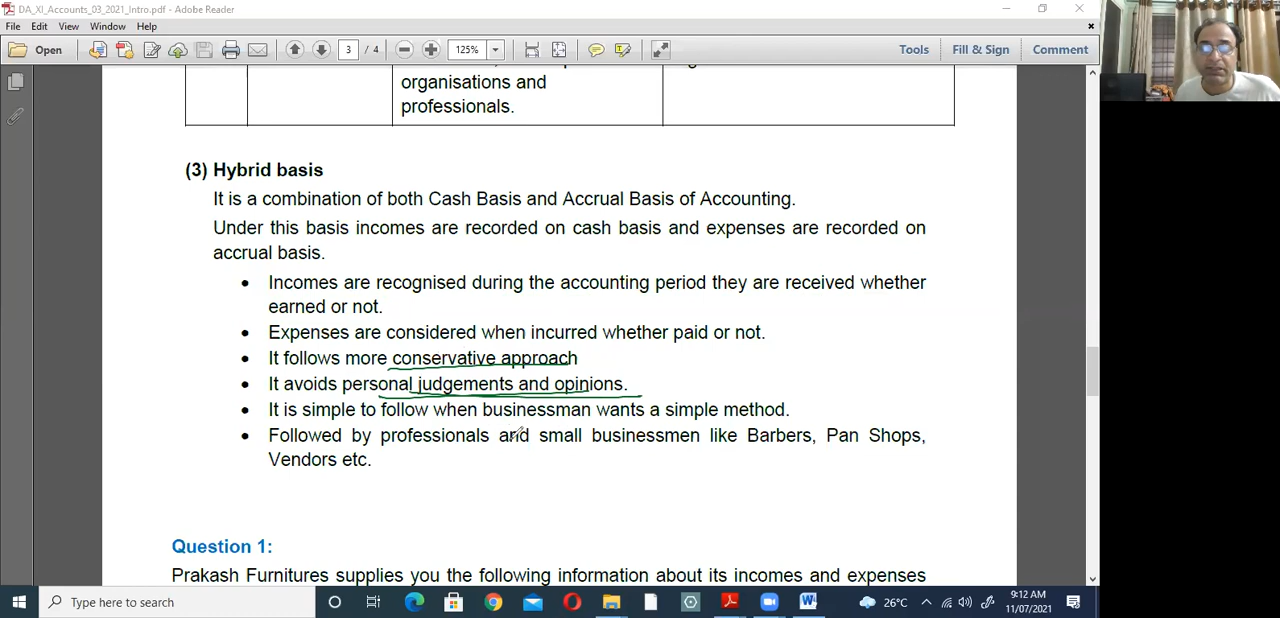 DA_XI_Accounts_03_2021_Intro.pdf - Adobe Reader
File Edit View Window Help
Open 3 / 4 125% Tools Fill & Sign Comment
organisations and
professionals.
(3) Hybrid basis
It is a combination of both Cash Basis and Accrual Basis of Accounting.
Under this basis incomes are recorded on cash basis and expenses are recorded on
accrual basis.
• Incomes are recognised during the accounting period they are received whether
earned or not.
• Expenses are considered when incurred whether paid or not.
• It follows more conservative approach
• It avoids personal judgements and opinions.
• It is simple to follow when businessman wants a simple method.
• Followed by professionals and small businessmen like Barbers, Pan Shops,
Vendors etc.
Question 1:
Prakash Furnitures supplies you the following information about its incomes and expenses
Type here to search 26°C 9:12 AM
11/07/2021